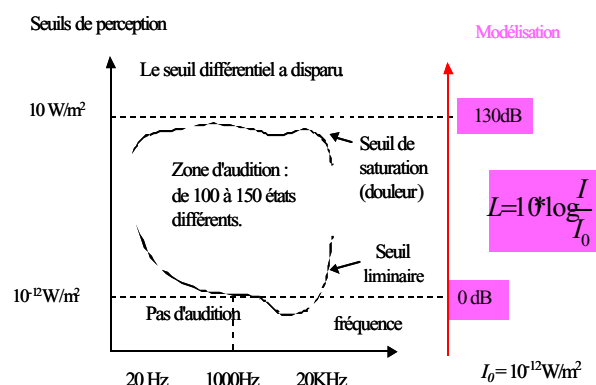 Seuils de perception
Modélisation
Le seuil différentiel a disparu.
10 W/m²
130dB
Seuil de
saturation
(douleur)
Zone d'audition :
de 100 à 150 états
différents.
L=10*log I/I₀
Seuil
liminaire
10⁻¹²W/m²
0 dB
Pas d'audition
fréquence
20 Hz
1000Hz
20KHz
I₀ = 10⁻¹²W/m²